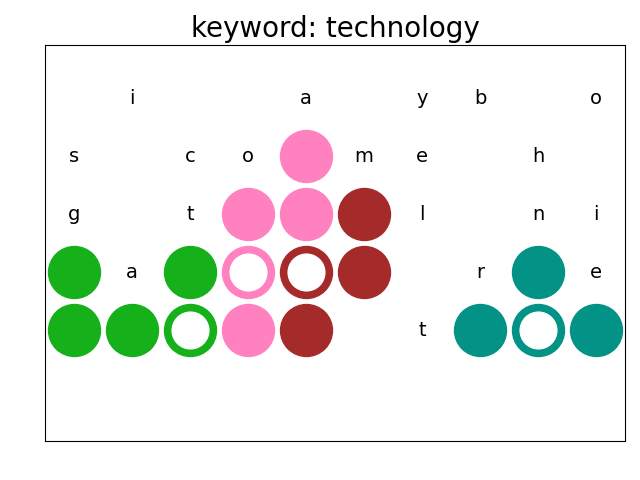 keyword: technology
i a y b o
s c o m e h
g t l n i
a r e
t